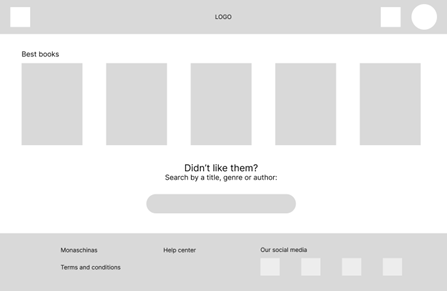 LOGO
Best books
Didn't like them?
Search by a title, genre or author:
Monaschinas
Help center
Our social media
Terms and conditions